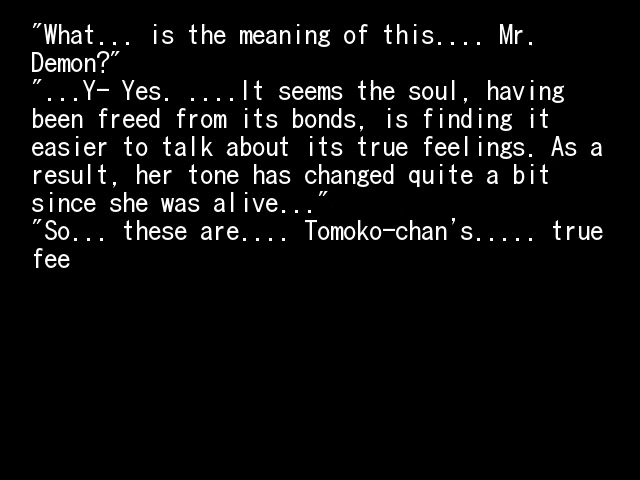 "What... is the meaning of this.... Mr.
Demon?"
"...Y- Yes. ....It seems the soul, having
been freed from its bonds, is finding it
easier to talk about its true feelings. As a
result, her tone has changed quite a bit
since she was alive..."
"So... these are.... Tomoko-chan's..... true
fee